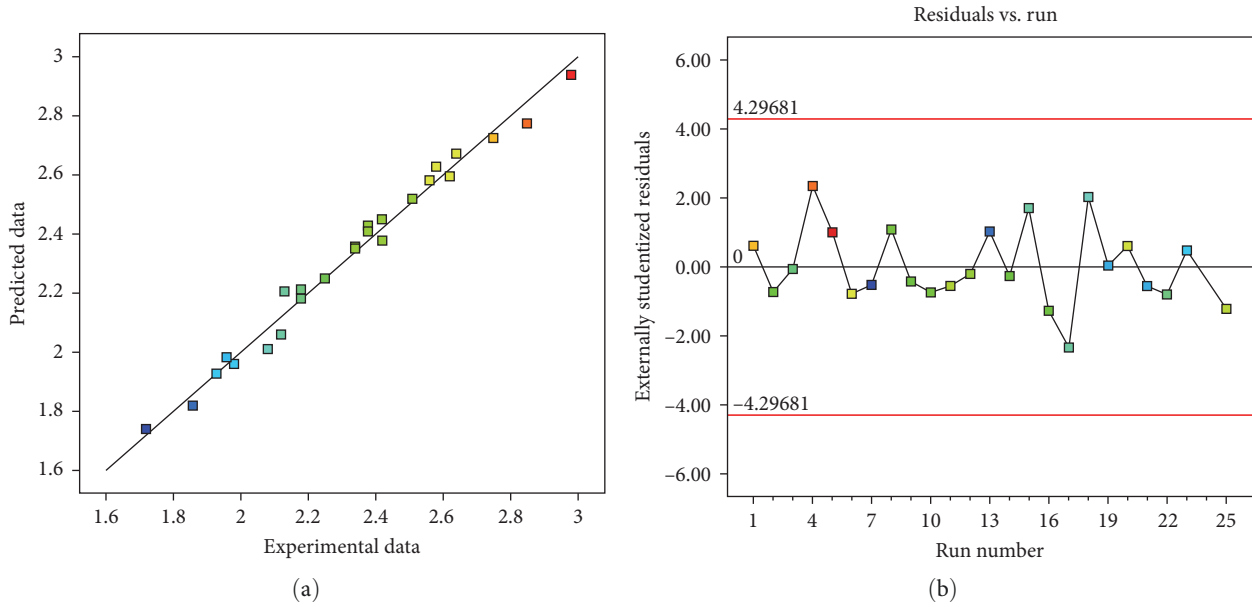 3
2.8
2.6
2.4
2.2
2
1.8
1.6
Predicted data
1.6 1.8 2 2.2 2.4 2.6 2.8 3
Experimental data
(a)
Residuals vs. run
6.00
4.00
2.00
0.00
−2.00
−4.00
−6.00
Externally studentized residuals
4.29681
0
−4.29681
1 4 7 10 13 16 19 22 25
Run number
(b)